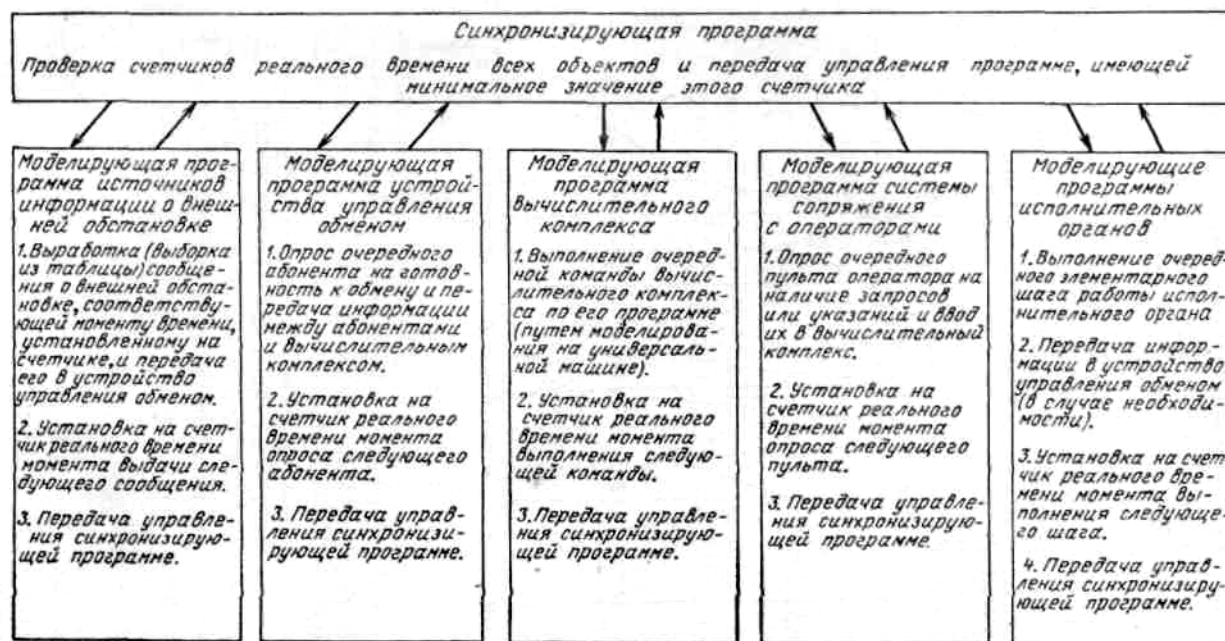 Синхронизирующая программа
Проверка счетчиков реального времени всех объектов и передача управления программе, имеющей
минимальное значение этого счетчика
Моделирующая про-
грамма источников
информации о внеш-
ней обстановке
1. Выработка (выборка
из таблицы) сообще-
ния о внешней обста-
новке, соответству-
ющей моменту времени,
установленному на
счетчике, и передача
его в устройство
управления обменом.
2. Установка на счет-
чик реального времени
момента выдачи сле-
дующего сообщения.
3. Передача управле-
ния синхронизирую-
щей программе.
Моделирующая
программа устрой-
ства управления
обменом
1. Опрос очередного
абонента на готов-
ность к обмену и пе-
редача информации
между абонентами
и вычислительным
комплексом.
2. Установка на
счетчик реального
времени момента
опроса следующего
абонента.
3. Передача управ-
ления синхронизи-
рующей программе.
Моделирующая
программа
вычислительного
комплекса
1. Выполнение очеред-
ной команды вычис-
лительного комплек-
са по его программе
(путем моделирова-
ния на универсаль-
ной машине).
2. Установка на
счетчик реального
времени момента
выполнения следую-
щей команды.
3. Передача управле-
ния синхронизирую-
щей программе.
Моделирующая
программа системы
сопряжения
с операторами
1. Опрос очередного
пульта оператора на
наличие запросов
или указаний и ввод
их в вычислительный
комплекс.
2. Установка на
счетчик реального
времени момента
опроса следующего
пульта.
3. Передача управле-
ния синхронизирую-
щей программе.
Моделирующие
программы
исполнительных
органов
1. Выполнение очеред-
ного элементарного
шага работы испол-
нительного органа
2. Передача инфор-
мации в устройство
управления обменом
(в случае необходи-
мости).
3. Установка на счет-
чик реального вре-
мени момента вы-
полнения следующе-
го шага.
4. Передача управ-
ления синхронизиру-
ющей программе.